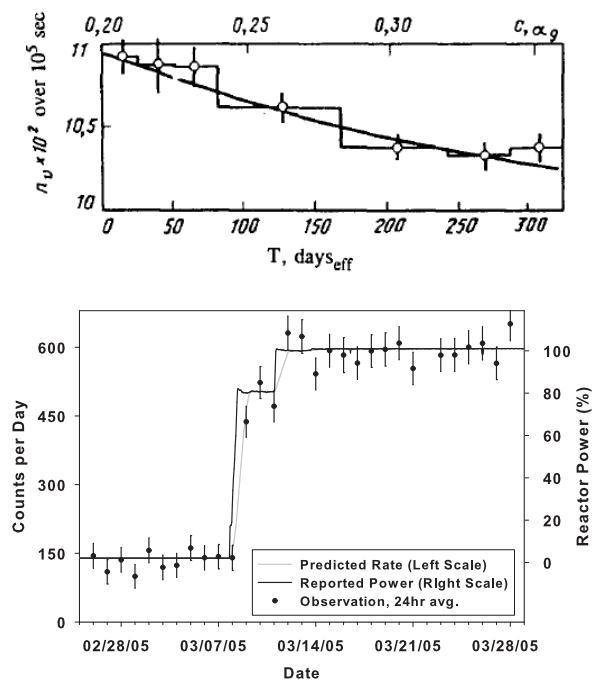 0,20 0,25 0,30 c, α₉
11
10,5
10
n_ν × 10² over 10⁵ sec
0 50 100 150 200 250 300
T, days_eff
600
450
300
150
0
Counts per Day
100
80
60
40
20
0
Reactor Power (%)
Predicted Rate (Left Scale)
Reported Power (RIght Scale)
Observation, 24hr avg.
02/28/05 03/07/05 03/14/05 03/21/05 03/28/05
Date